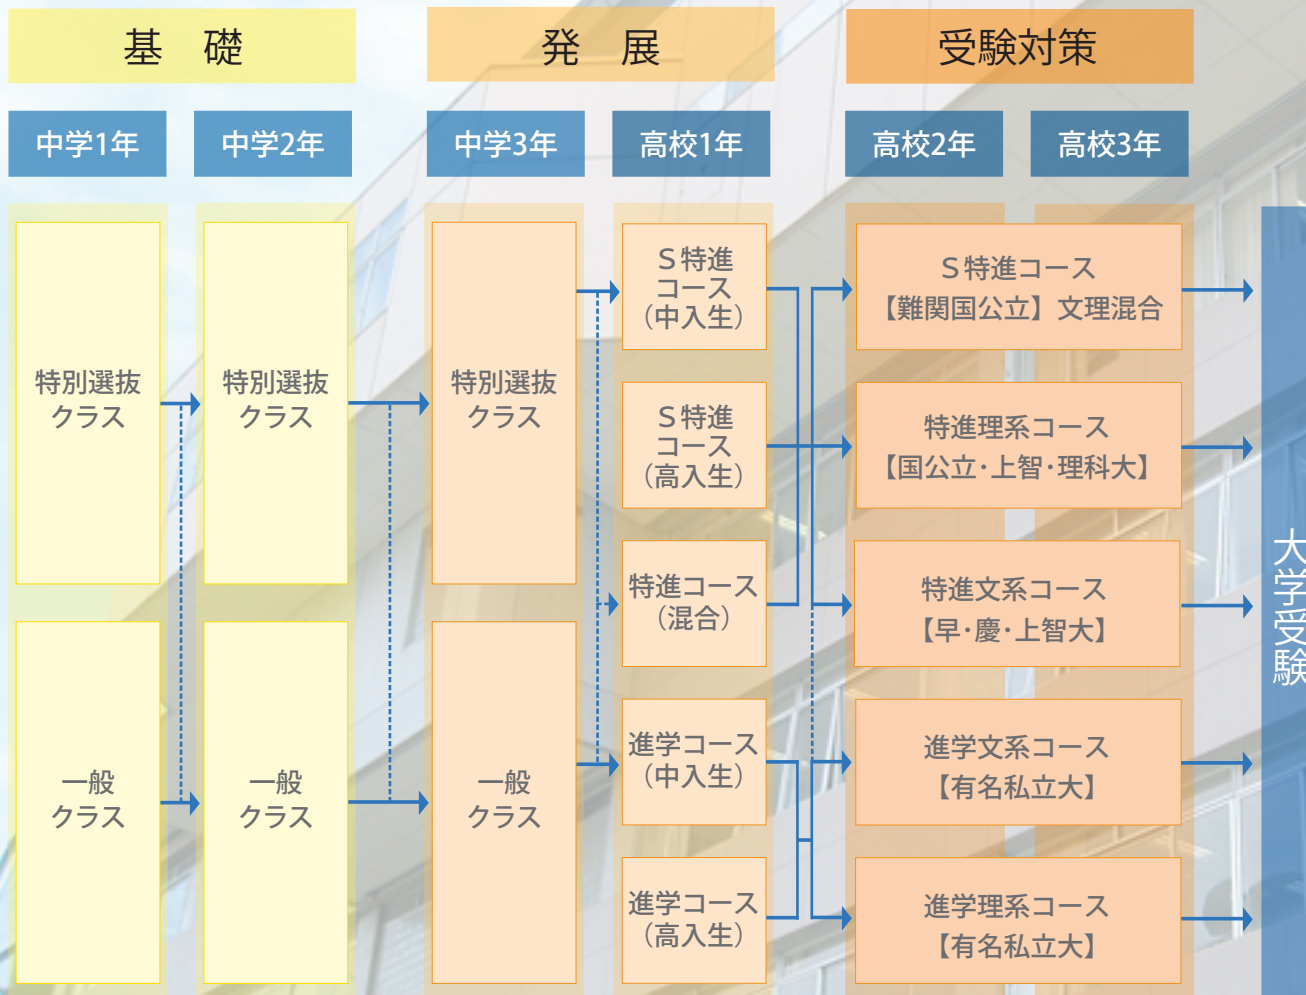 基　礎
発　展
受験対策
中学1年
中学2年
中学3年
高校1年
高校2年
高校3年
特別選抜
クラス
一般
クラス
特別選抜
クラス
一般
クラス
特別選抜
クラス
一般
クラス
Ｓ特進
コース
（中入生）
Ｓ特進
コース
（高入生）
特進コース
（混合）
進学コース
（中入生）
進学コース
（高入生）
Ｓ特進コース
【難関国公立】文理混合
特進理系コース
【国公立･上智･理科大】
特進文系コース
【早･慶･上智大】
進学文系コース
【有名私立大】
進学理系コース
【有名私立大】
大学受験